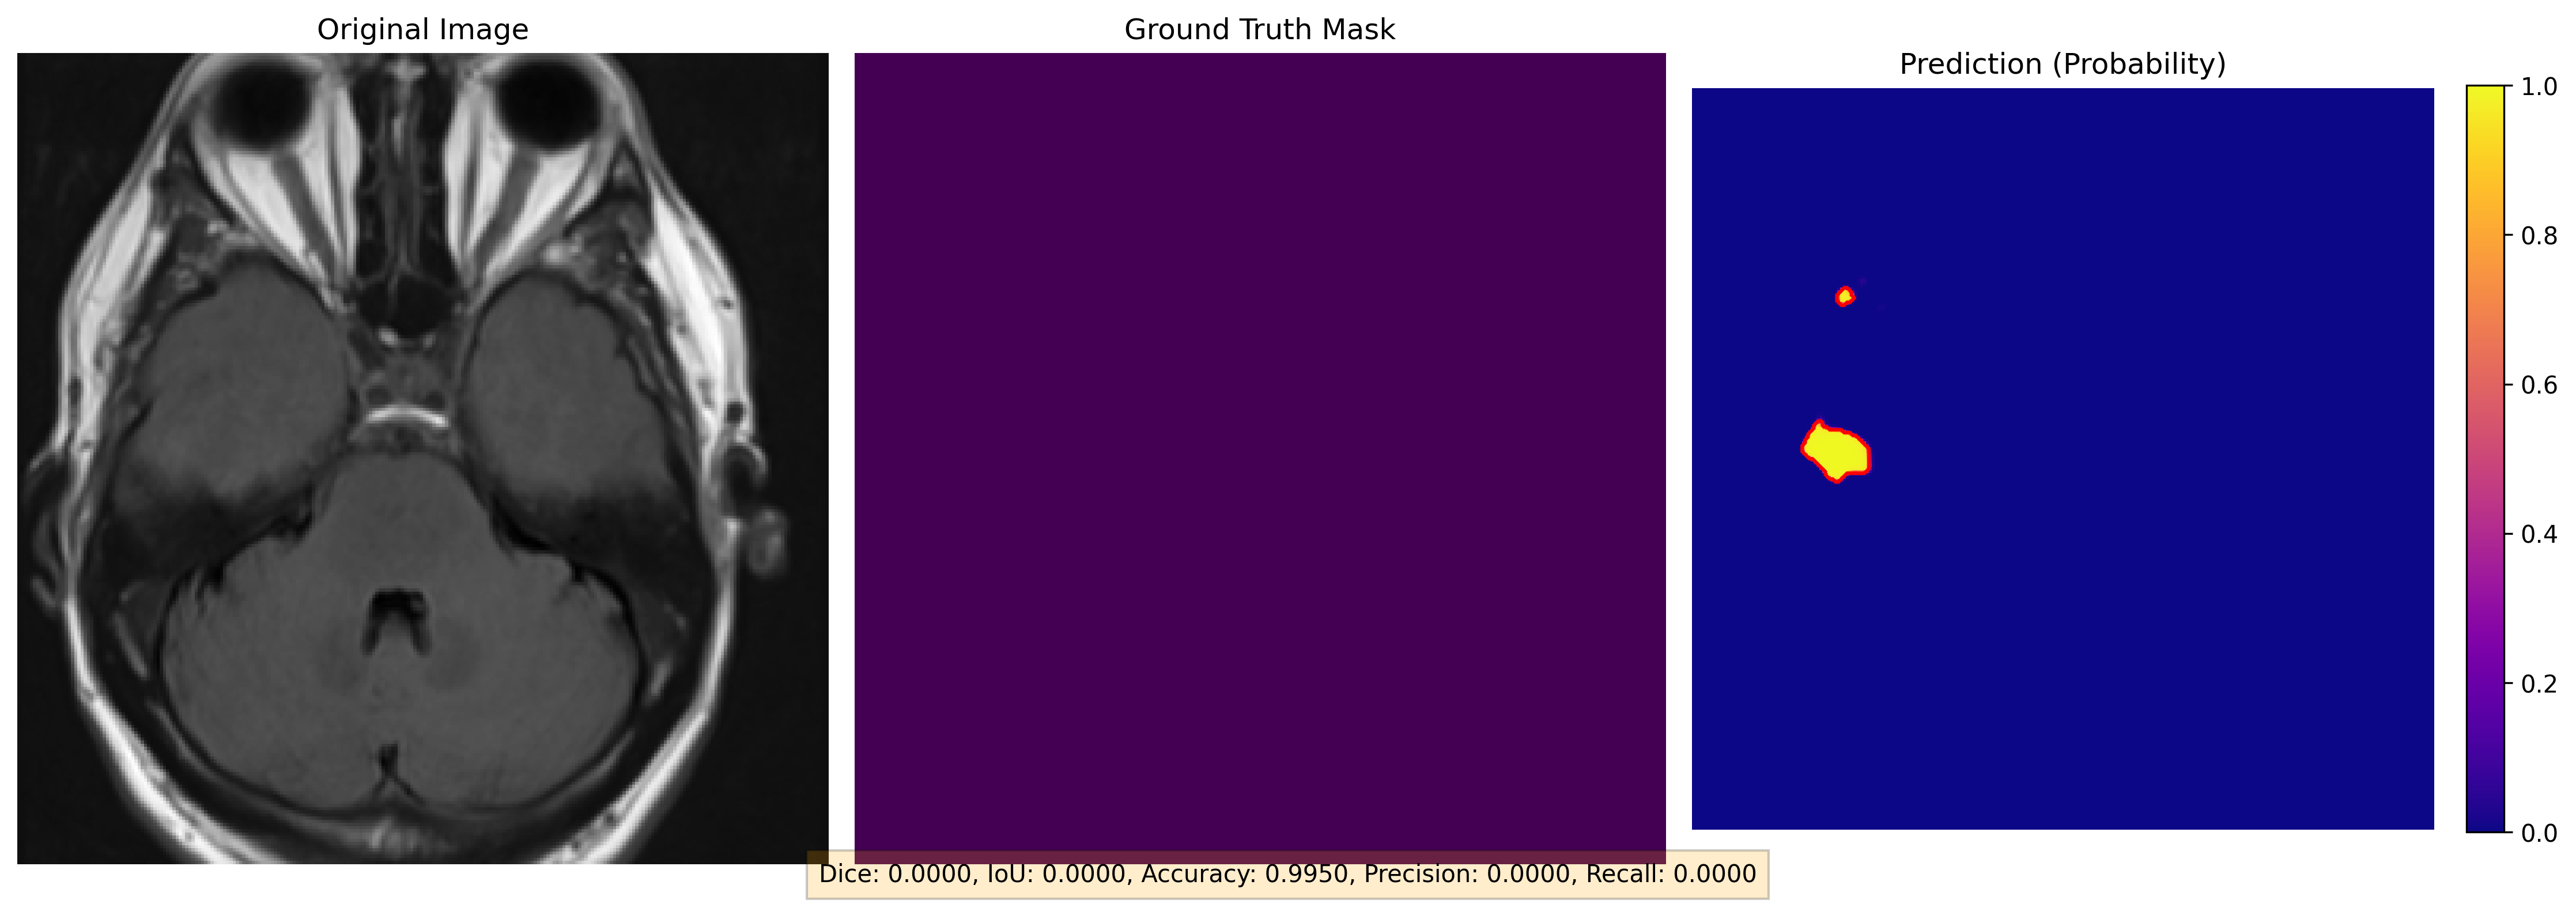 Original Image
Ground Truth Mask
Prediction (Probability)
1.0
0.8
0.6
0.4
0.2
0.0
Dice: 0.0000, IoU: 0.0000, Accuracy: 0.9950, Precision: 0.0000, Recall: 0.0000